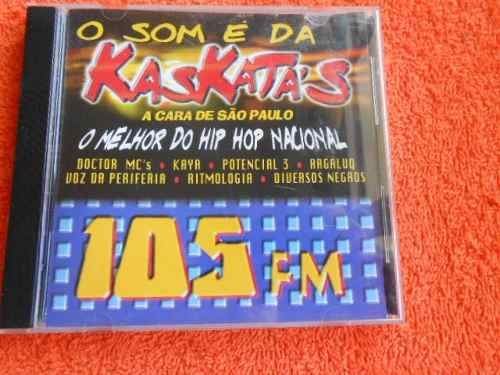 O SOM É DA
KASKATA'S
A CARA DE SÃO PAULO
O MELHOR DO HIP HOP NACIONAL
DOCTOR MC's • KAYA • POTENCIAL 3 • RAGALUQ
VOZ DA PERIFERIA • RITMOLOGIA • DIVERSOS NEGROS
105 FM